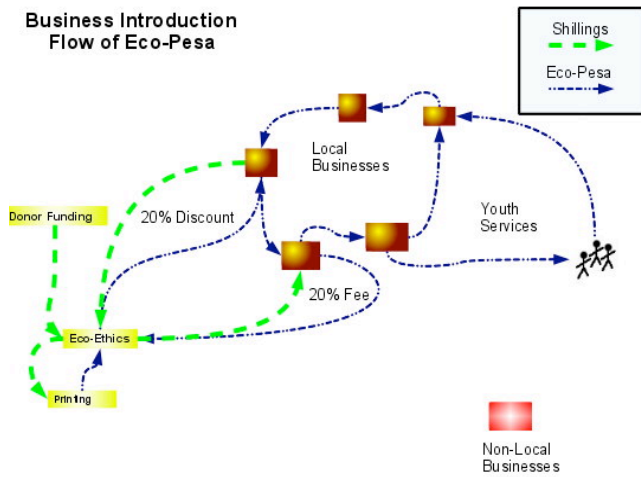 Business Introduction
Flow of Eco-Pesa
Shillings
Eco-Pesa
Local
Businesses
Donor Funding
20% Discount
Youth
Services
20% Fee
Eco-Ethics
Printing
Non-Local
Businesses